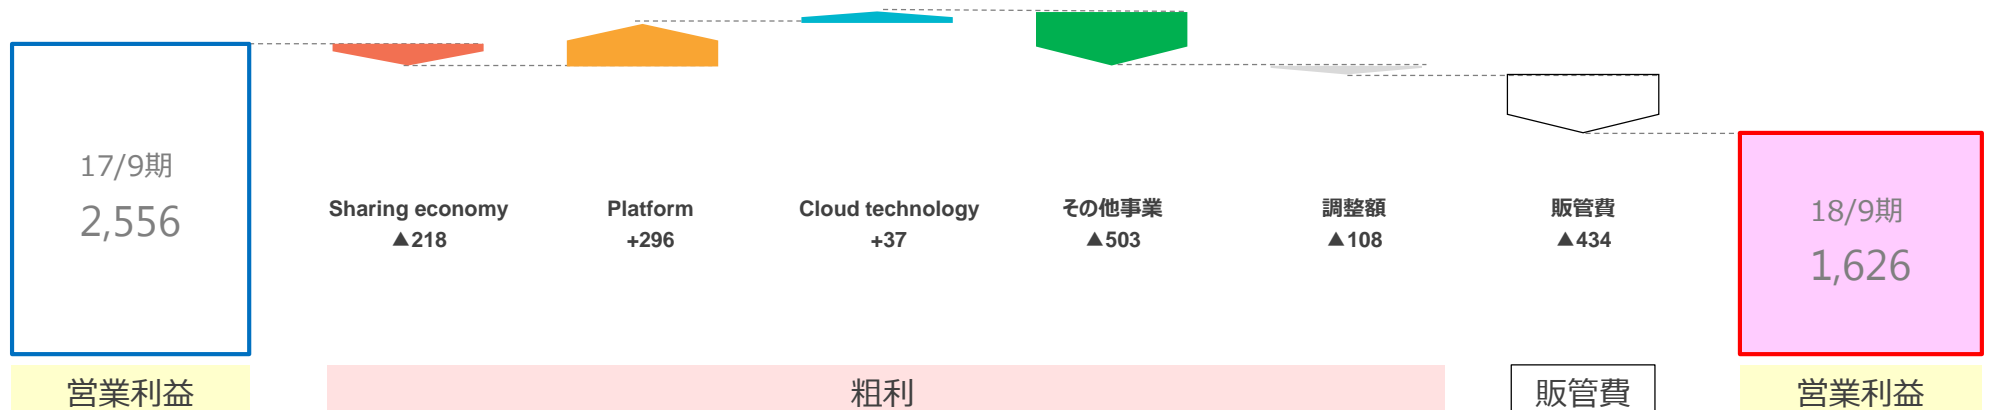 17/9期
2,556
Sharing economy
▲218
Platform
+296
Cloud technology
+37
その他事業
▲503
調整額
▲108
販管費
▲434
18/9期
1,626
営業利益
粗利
販管費
営業利益